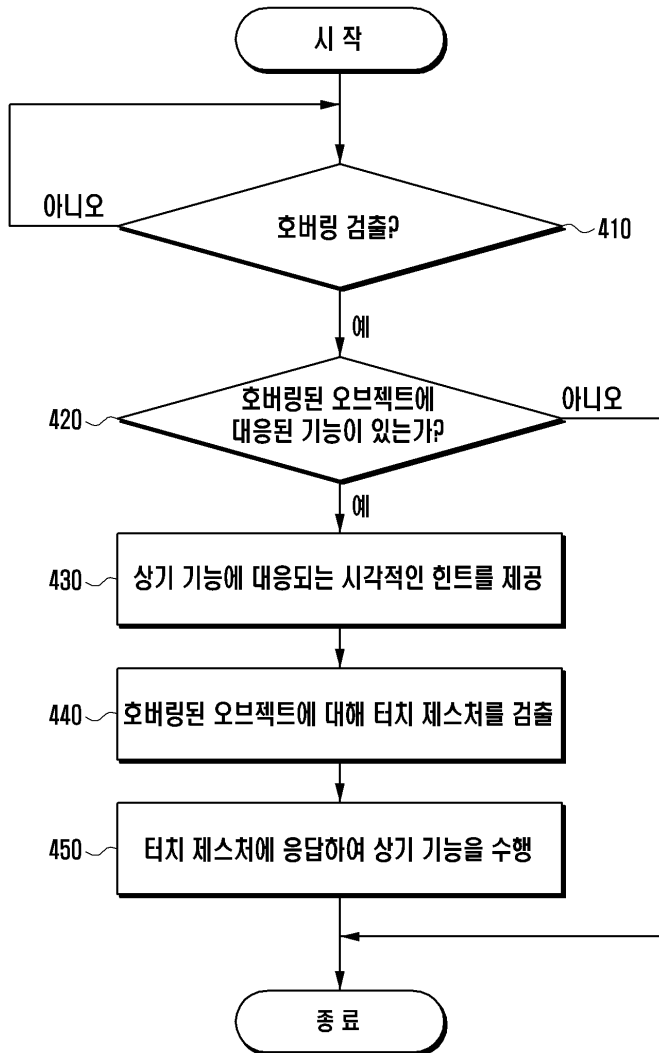 시 작
아니오
호버링 검출?
410
예
호버링된 오브젝트에
대응된 기능이 있는가?
아니오
420
예
430
상기 기능에 대응되는 시각적인 힌트를 제공
440
호버링된 오브젝트에 대해 터치 제스처를 검출
450
터치 제스처에 응답하여 상기 기능을 수행
종 료